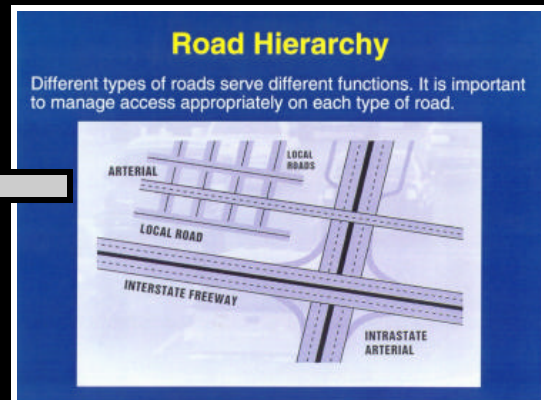 Road Hierarchy
Different types of roads serve different functions. It is important
to manage access appropriately on each type of road.
LOCAL
ROADS
ARTERIAL
LOCAL ROAD
INTERSTATE FREEWAY
INTRASTATE
ARTERIAL